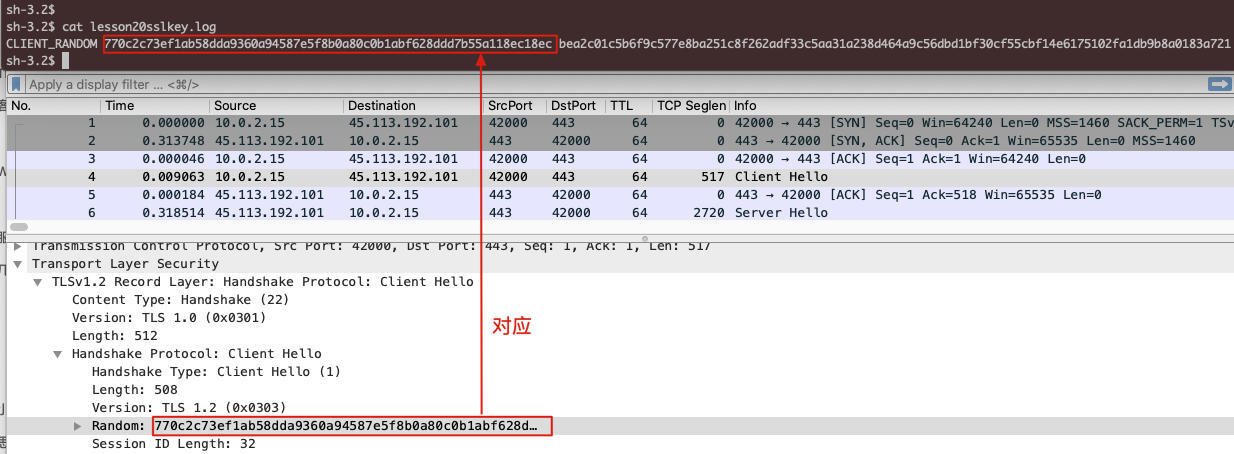 sh-3.2$
sh-3.2$ cat lesson20sslkey.log
CLIENT_RANDOM 770c2c73ef1ab58dda9360a94587e5f8b0a80c0b1abf628ddd7b55a118ec18ec bea2c01c5b6f9c577e8ba251c8f262adf33c5aa31a238d464a9c56dbd1bf30cf55cbf14e6175102fa1db9b8a0183a721
sh-3.2$
Apply a display filter … <⌘/>
No. Time Source Destination SrcPort DstPort TTL TCP Seglen Info
1 0.000000 10.0.2.15 45.113.192.101 42000 443 64 0 42000 → 443 [SYN] Seq=0 Win=64240 Len=0 MSS=1460 SACK_PERM=1 TSv
2 0.313748 45.113.192.101 10.0.2.15 443 42000 64 0 443 → 42000 [SYN, ACK] Seq=0 Ack=1 Win=65535 Len=0 MSS=1460
3 0.000046 10.0.2.15 45.113.192.101 42000 443 64 0 42000 → 443 [ACK] Seq=1 Ack=1 Win=64240 Len=0
4 0.009063 10.0.2.15 45.113.192.101 42000 443 64 517 Client Hello
5 0.000184 45.113.192.101 10.0.2.15 443 42000 64 0 443 → 42000 [ACK] Seq=1 Ack=518 Win=65535 Len=0
6 0.318514 45.113.192.101 10.0.2.15 443 42000 64 2720 Server Hello
Transmission Control Protocol, Src Port: 42000, Dst Port: 443, Seq: 1, Ack: 1, Len: 517
Transport Layer Security
TLSv1.2 Record Layer: Handshake Protocol: Client Hello
Content Type: Handshake (22)
Version: TLS 1.0 (0x0301)
Length: 512
对应
Handshake Protocol: Client Hello
Handshake Type: Client Hello (1)
Length: 508
Version: TLS 1.2 (0x0303)
Random: 770c2c73ef1ab58dda9360a94587e5f8b0a80c0b1abf628d…
Session ID Length: 32